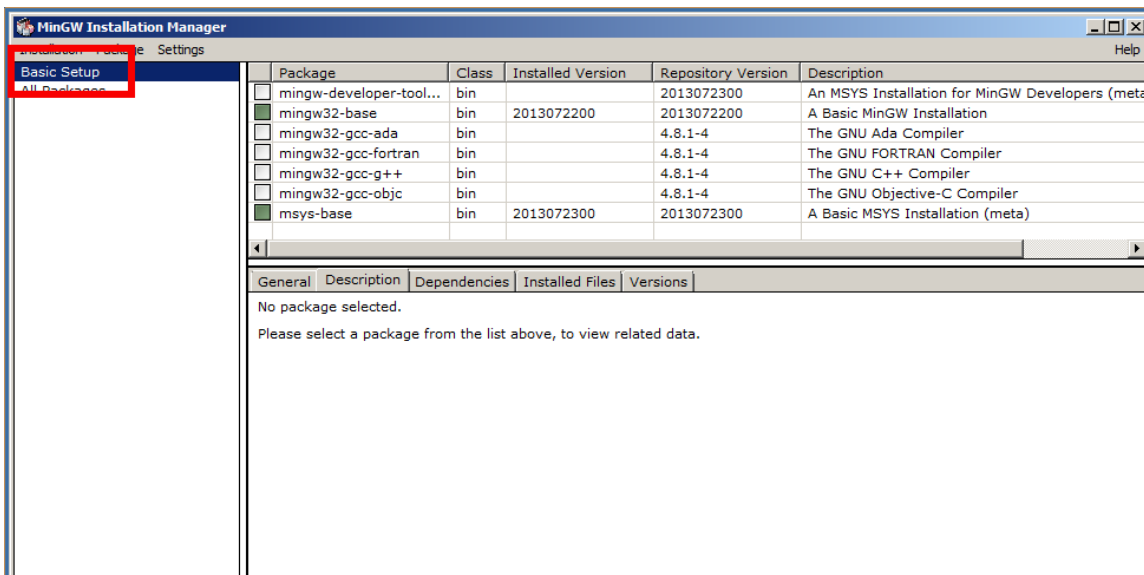 MinGW Installation Manager
Installation Package Settings Help
Basic Setup
All Packages
Package Class Installed Version Repository Version Description
mingw-developer-tool... bin 2013072300 An MSYS Installation for MinGW Developers (meta
mingw32-base bin 2013072200 2013072200 A Basic MinGW Installation
mingw32-gcc-ada bin 4.8.1-4 The GNU Ada Compiler
mingw32-gcc-fortran bin 4.8.1-4 The GNU FORTRAN Compiler
mingw32-gcc-g++ bin 4.8.1-4 The GNU C++ Compiler
mingw32-gcc-objc bin 4.8.1-4 The GNU Objective-C Compiler
msys-base bin 2013072300 2013072300 A Basic MSYS Installation (meta)
General Description Dependencies Installed Files Versions
No package selected.
Please select a package from the list above, to view related data.